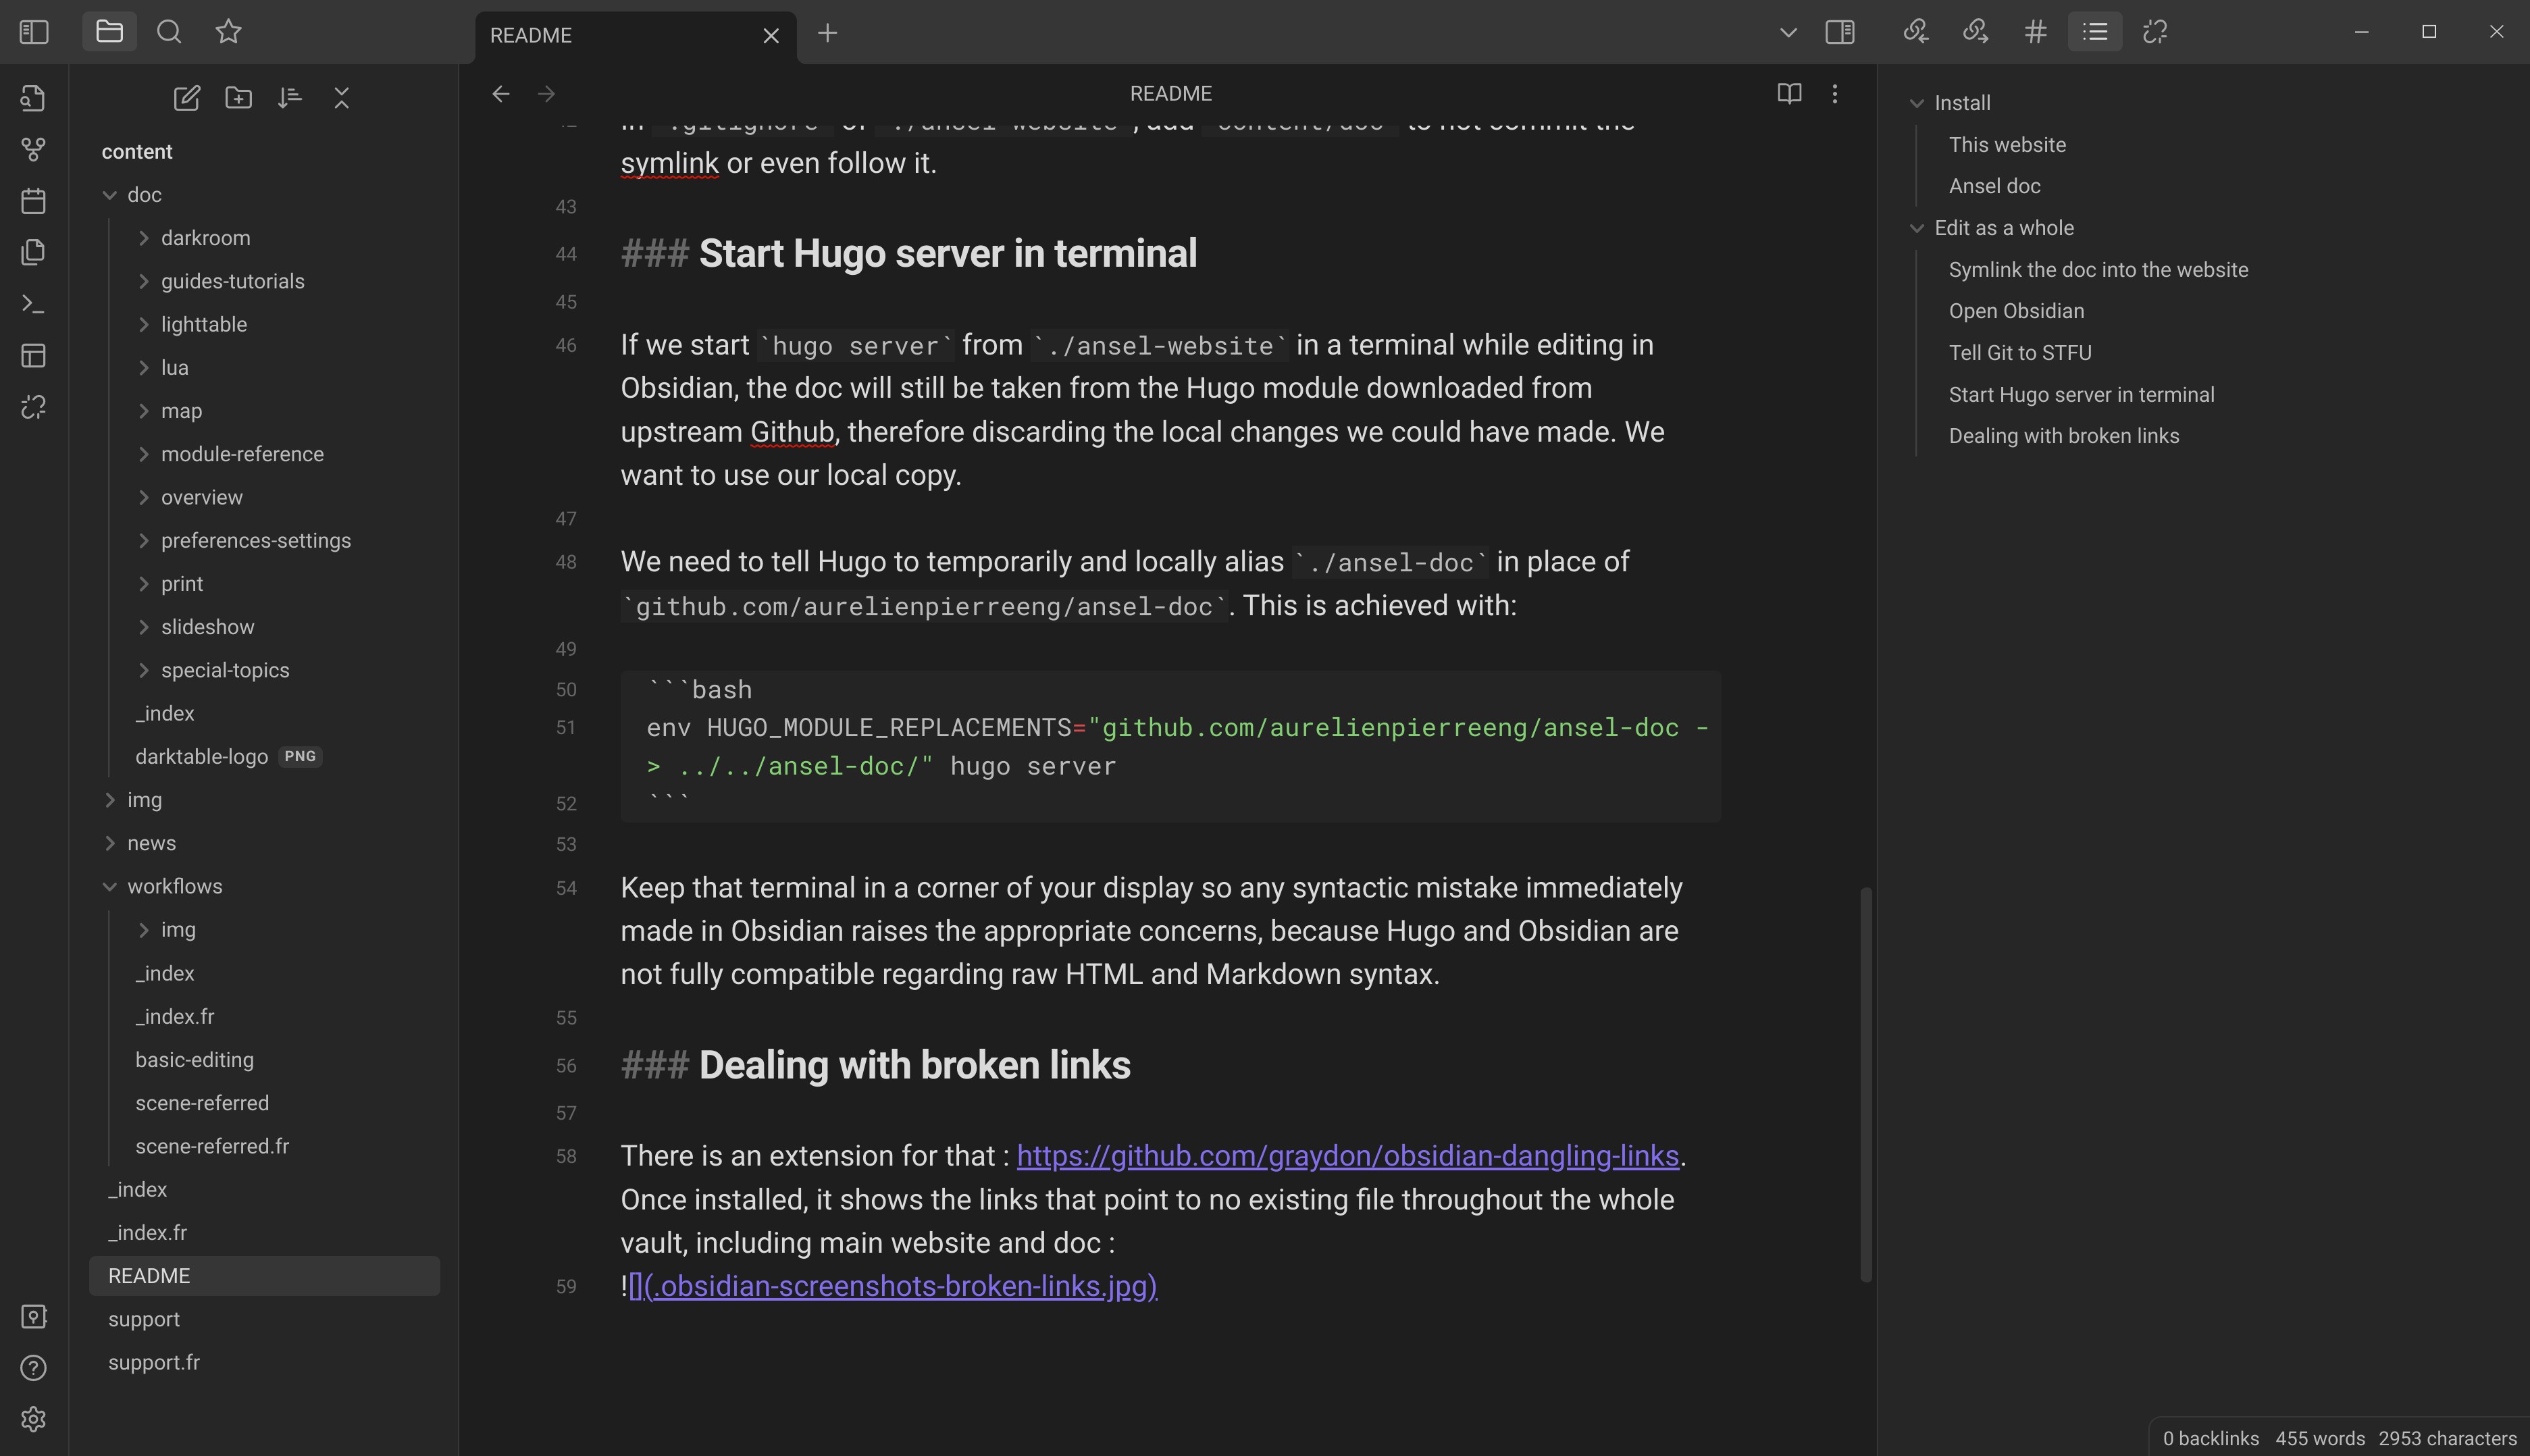 README
README
content
doc
darkroom
guides-tutorials
lighttable
lua
map
module-reference
overview
preferences-settings
print
slideshow
special-topics
_index
darktable-logo PNG
img
news
workflows
img
_index
_index.fr
basic-editing
scene-referred
scene-referred.fr
_index
_index.fr
README
support
support.fr
In `.gitignore` of `./ansel-website`, add `content/doc` to not commit the
symlink or even follow it.
43
44 ### Start Hugo server in terminal
45
46 If we start `hugo server` from `./ansel-website` in a terminal while editing in
Obsidian, the doc will still be taken from the Hugo module downloaded from
upstream Github, therefore discarding the local changes we could have made. We
want to use our local copy.
47
48 We need to tell Hugo to temporarily and locally alias `./ansel-doc` in place of
`github.com/aurelienpierreeng/ansel-doc`. This is achieved with:
49
50 ```bash
51 env HUGO_MODULE_REPLACEMENTS="github.com/aurelienpierreeng/ansel-doc -
> ../../ansel-doc/" hugo server
52 ```
53
54 Keep that terminal in a corner of your display so any syntactic mistake immediately
made in Obsidian raises the appropriate concerns, because Hugo and Obsidian are
not fully compatible regarding raw HTML and Markdown syntax.
55
56 ### Dealing with broken links
57
58 There is an extension for that : https://github.com/graydon/obsidian-dangling-links.
Once installed, it shows the links that point to no existing file throughout the whole
vault, including main website and doc :
59 ![](.obsidian-screenshots-broken-links.jpg)
Install
This website
Ansel doc
Edit as a whole
Symlink the doc into the website
Open Obsidian
Tell Git to STFU
Start Hugo server in terminal
Dealing with broken links
0 backlinks 455 words 2953 characters